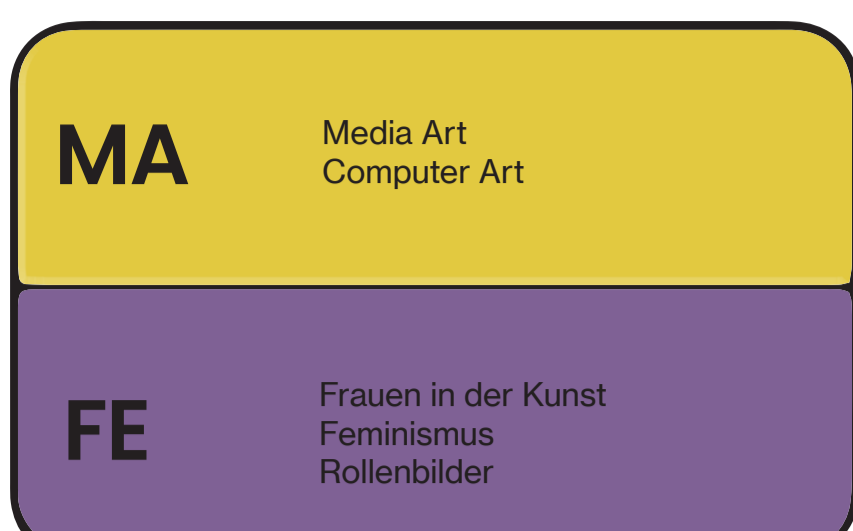 MA
Media Art
Computer Art
FE
Frauen in der Kunst
Feminismus
Rollenbilder